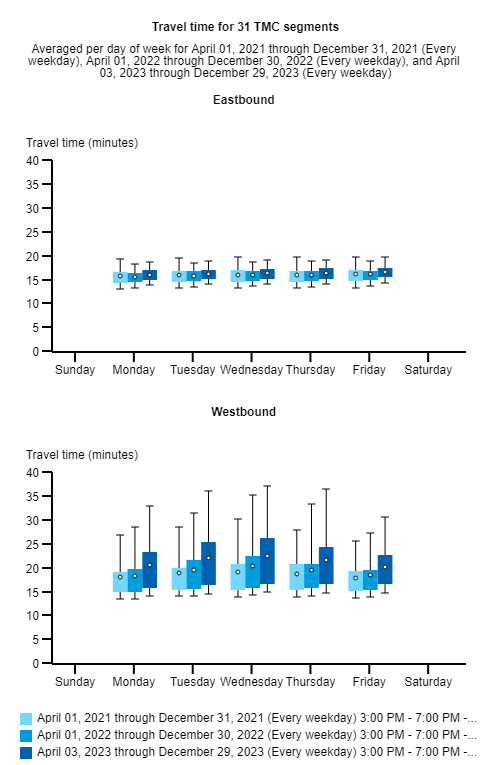 Travel time for 31 TMC segments
Averaged per day of week for April 01, 2021 through December 31, 2021 (Every
weekday), April 01, 2022 through December 30, 2022 (Every weekday), and April
03, 2023 through December 29, 2023 (Every weekday)
Eastbound
Travel time (minutes)
40
35
30
25
20
15
10
5
0
Sunday Monday Tuesday Wednesday Thursday Friday Saturday
Westbound
Travel time (minutes)
40
35
30
25
20
15
10
5
0
Sunday Monday Tuesday Wednesday Thursday Friday Saturday
April 01, 2021 through December 31, 2021 (Every weekday) 3:00 PM - 7:00 PM -...
April 01, 2022 through December 30, 2022 (Every weekday) 3:00 PM - 7:00 PM -...
April 03, 2023 through December 29, 2023 (Every weekday) 3:00 PM - 7:00 PM -...